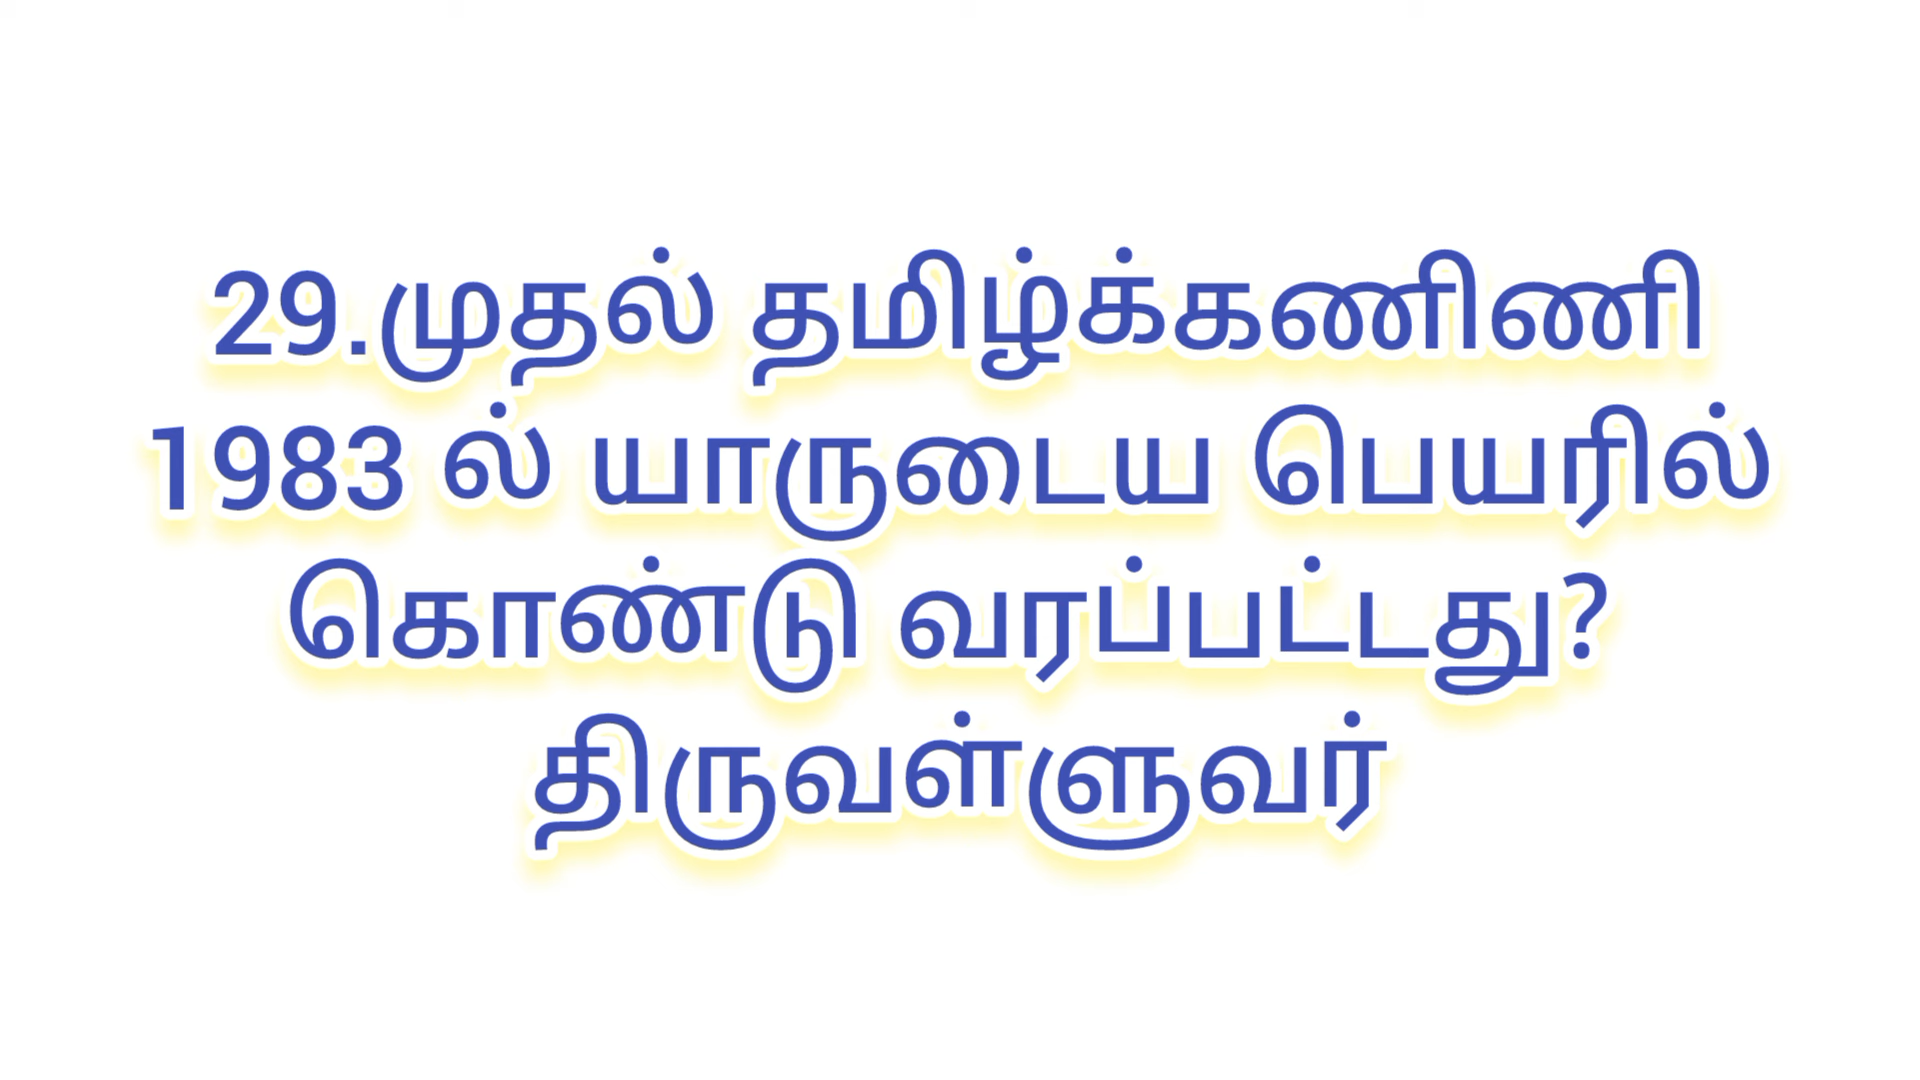 29.முதல் தமிழ்க்கணிணி
1983 ல் யாருடைய பெயரில்
கொண்டு வரப்பட்டது?
திருவள்ளுவர்